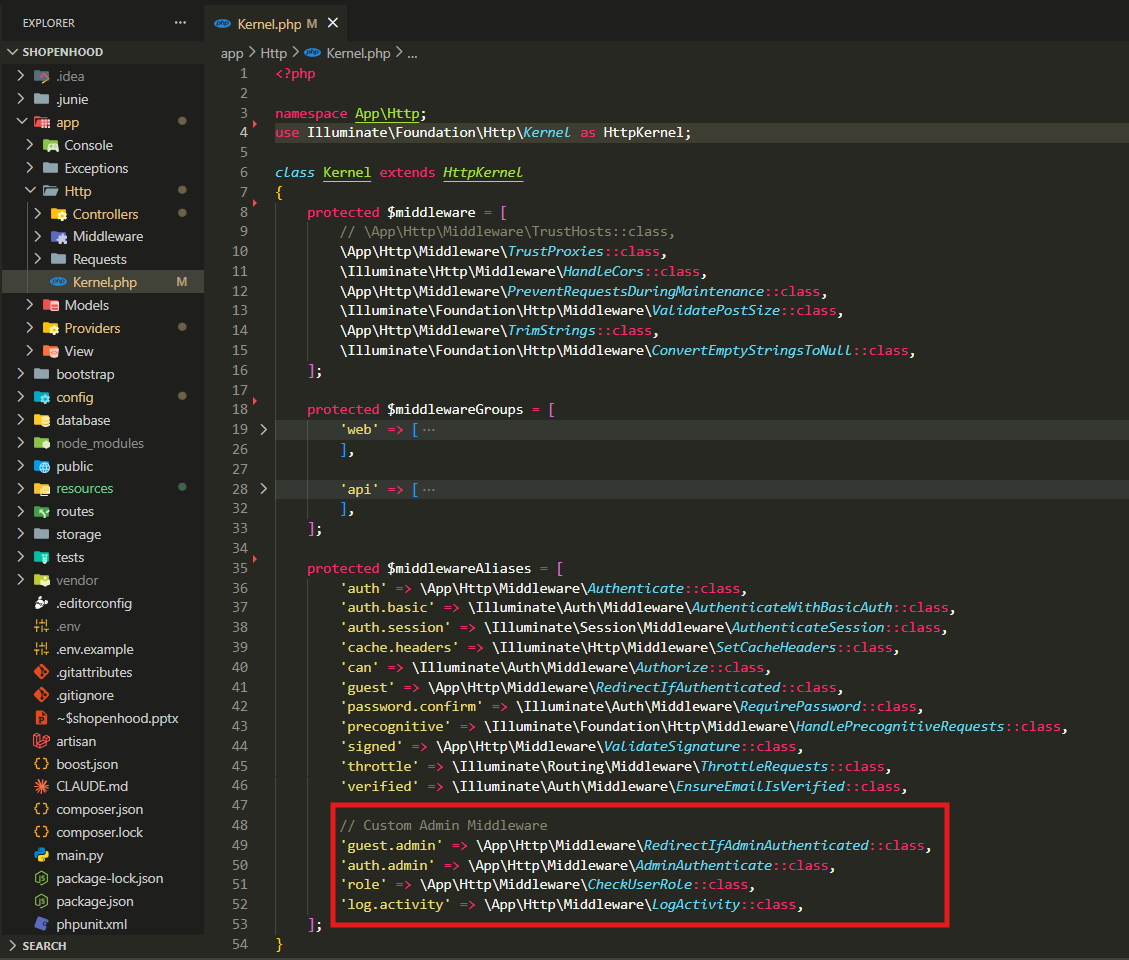 EXPLORER
SHOPENHOOD
.idea
.junie
app
Console
Exceptions
Http
Controllers
Middleware
Requests
Kernel.php M
Models
Providers
View
bootstrap
config
database
node_modules
public
resources
routes
storage
tests
vendor
.editorconfig
.env
.env.example
.gitattributes
.gitignore
~$shopenhood.pptx
artisan
boost.json
CLAUDE.md
composer.json
composer.lock
main.py
package-lock.json
package.json
phpunit.xml
SEARCH
php Kernel.php M
app > Http > php Kernel.php > ...
1 <?php
2
3 namespace App\Http;
4 use Illuminate\Foundation\Http\Kernel as HttpKernel;
5
6 class Kernel extends HttpKernel
7 {
8 protected $middleware = [
9 // \App\Http\Middleware\TrustHosts::class,
10 \App\Http\Middleware\TrustProxies::class,
11 \Illuminate\Http\Middleware\HandleCors::class,
12 \App\Http\Middleware\PreventRequestsDuringMaintenance::class,
13 \Illuminate\Foundation\Http\Middleware\ValidatePostSize::class,
14 \App\Http\Middleware\TrimStrings::class,
15 \Illuminate\Foundation\Http\Middleware\ConvertEmptyStringsToNull::class,
16 ];
17
18 protected $middlewareGroups = [
19 'web' => [ ...
26 ],
27
28 'api' => [ ...
32 ],
33 ];
34
35 protected $middlewareAliases = [
36 'auth' => \App\Http\Middleware\Authenticate::class,
37 'auth.basic' => \Illuminate\Auth\Middleware\AuthenticateWithBasicAuth::class,
38 'auth.session' => \Illuminate\Session\Middleware\AuthenticateSession::class,
39 'cache.headers' => \Illuminate\Http\Middleware\SetCacheHeaders::class,
40 'can' => \Illuminate\Auth\Middleware\Authorize::class,
41 'guest' => \App\Http\Middleware\RedirectIfAuthenticated::class,
42 'password.confirm' => \Illuminate\Auth\Middleware\RequirePassword::class,
43 'precognitive' => \Illuminate\Foundation\Http\Middleware\HandlePrecognitiveRequests::class,
44 'signed' => \App\Http\Middleware\ValidateSignature::class,
45 'throttle' => \Illuminate\Routing\Middleware\ThrottleRequests::class,
46 'verified' => \Illuminate\Auth\Middleware\EnsureEmailIsVerified::class,
47
48 // Custom Admin Middleware
49 'guest.admin' => \App\Http\Middleware\RedirectIfAdminAuthenticated::class,
50 'auth.admin' => \App\Http\Middleware\AdminAuthenticate::class,
51 'role' => \App\Http\Middleware\CheckUserRole::class,
52 'log.activity' => \App\Http\Middleware\LogActivity::class,
53 ];
54 }